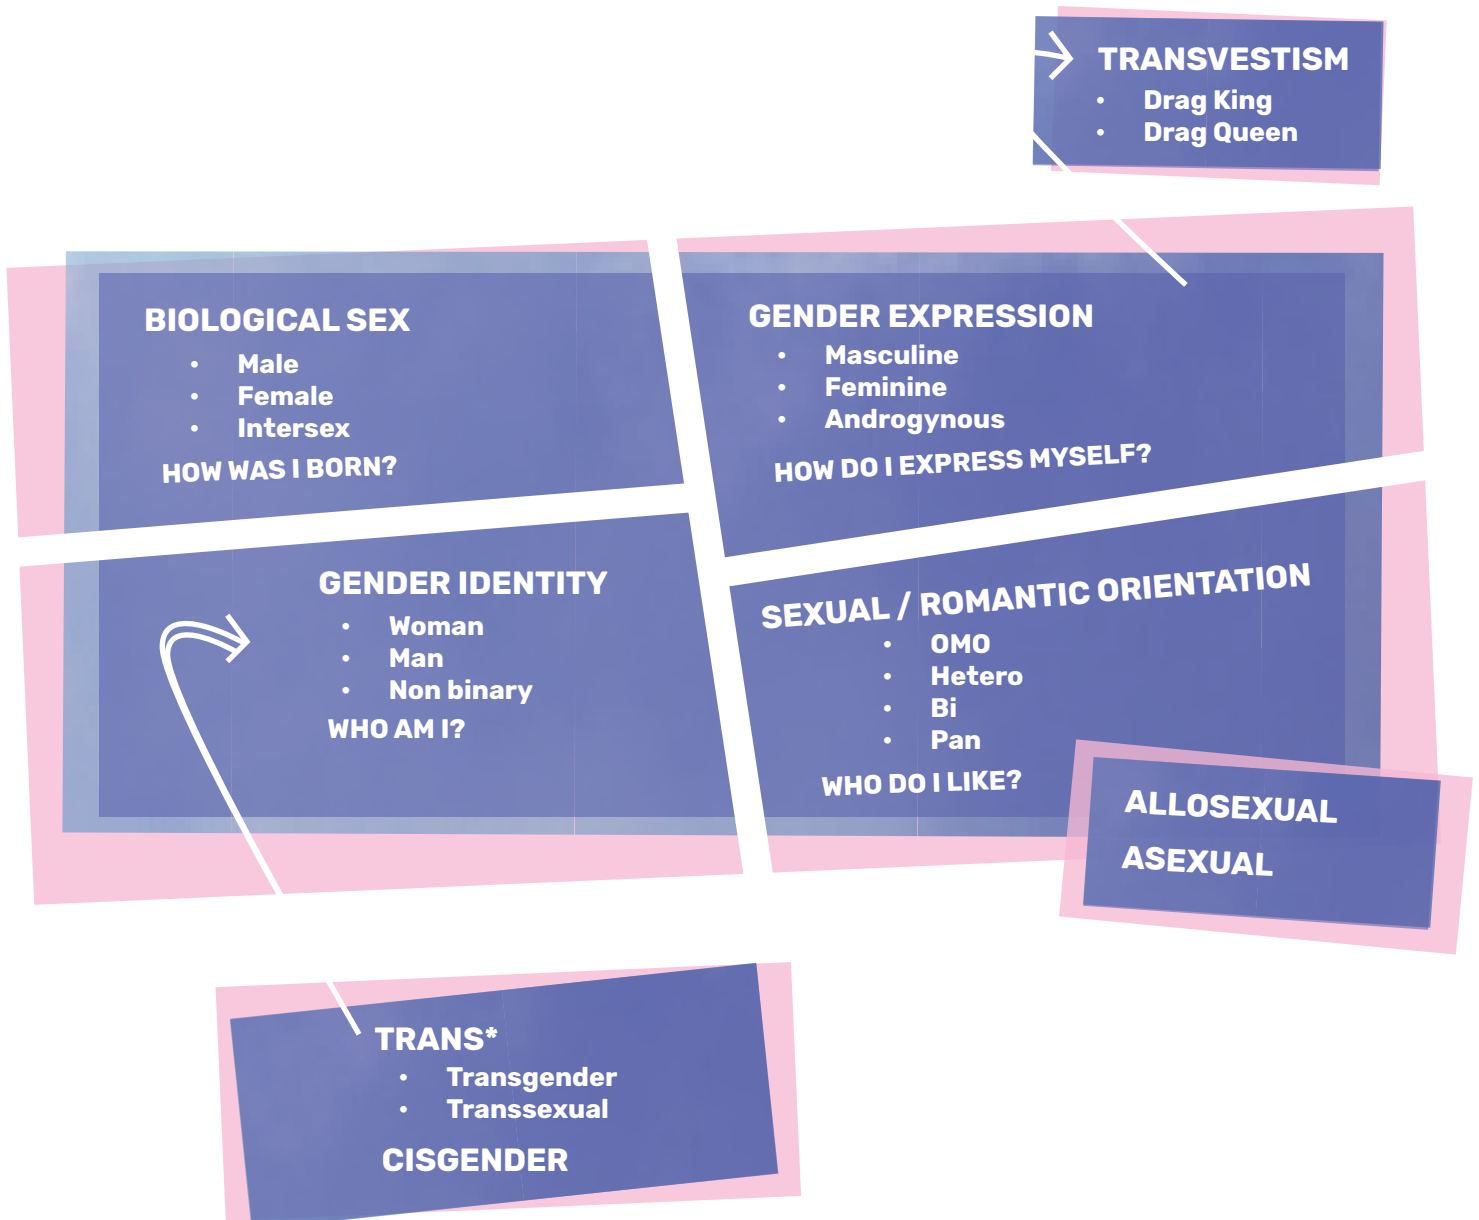 TRANSVESTISM
• Drag King
• Drag Queen
BIOLOGICAL SEX
• Male
• Female
• Intersex
HOW WAS I BORN?
GENDER EXPRESSION
• Masculine
• Feminine
• Androgynous
HOW DO I EXPRESS MYSELF?
GENDER IDENTITY
• Woman
• Man
• Non binary
WHO AM I?
SEXUAL / ROMANTIC ORIENTATION
• OMO
• Hetero
• Bi
• Pan
WHO DO I LIKE?
ALLOSEXUAL
ASEXUAL
TRANS*
• Transgender
• Transsexual
CISGENDER